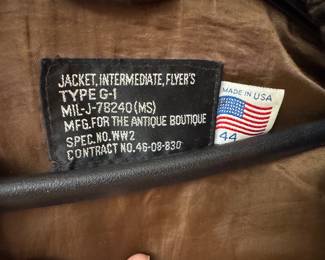 JACKET, INTERMEDIATE, FLYER'S
TYPE G-1
MIL-J-78240 (MS)
MFG. FOR THE ANTIQUE BOUTIQUE
SPEC. NO. WW2
CONTRACT NO. 46-08-830
MADE IN USA
44